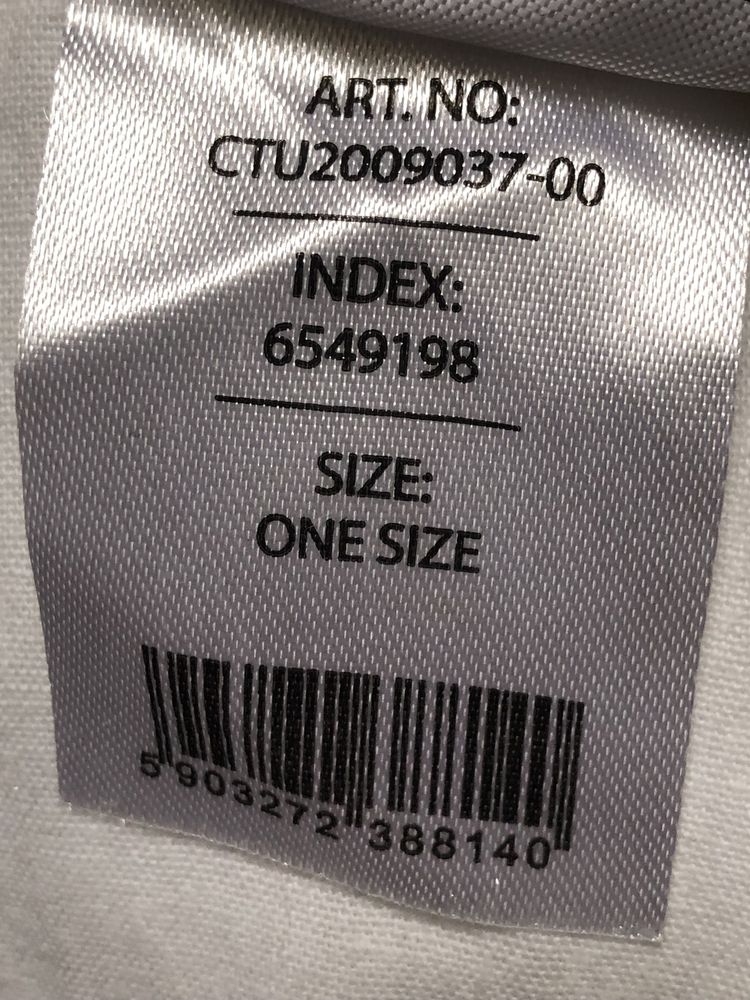 ART. NO:
CTU2009037-00
INDEX:
6549198
SIZE:
ONE SIZE
5 903272 388140